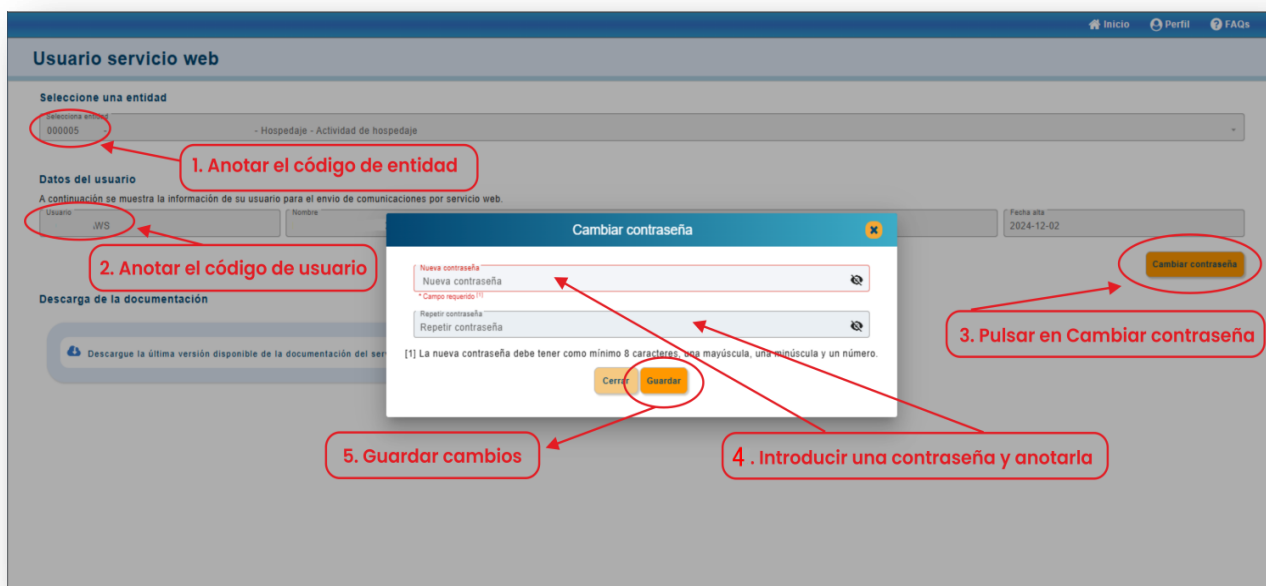 Inicio Perfil FAQs
Usuario servicio web
Seleccione una entidad
Selecciona entidad
000005 - - Hospedaje - Actividad de hospedaje
1. Anotar el código de entidad
Datos del usuario
A continuación se muestra la información de su usuario para el envío de comunicaciones por servicio web.
Usuario Nombre Fecha alta
.WS 2024-12-02
2. Anotar el código de usuario
Cambiar contraseña
3. Pulsar en Cambiar contraseña
Descarga de la documentación
Descargue la última versión disponible de la documentación del ser
Cambiar contraseña
Nueva contraseña
Nueva contraseña
* Campo requerido [1]
Repetir contraseña
Repetir contraseña
[1] La nueva contraseña debe tener como mínimo 8 caracteres, una mayúscula, una minúscula y un número.
Cerrar Guardar
5. Guardar cambios
4 . Introducir una contraseña y anotarla